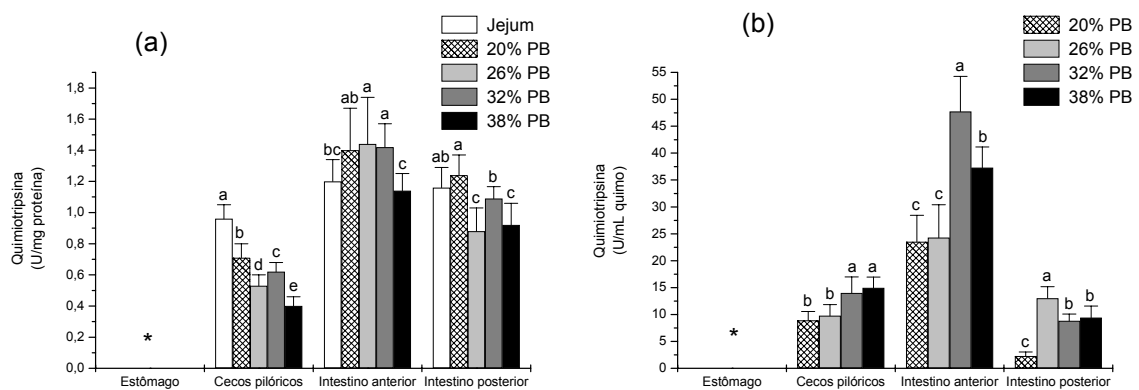 (a)
Jejum
20% PB
26% PB
32% PB
38% PB
Quimiotripsina
(U/mg proteína)
1,8
1,6
1,4
1,2
1,0
0,8
0,6
0,4
0,2
0,0
*
a
b
d
c
e
bc
ab
a
a
c
ab
a
c
b
c
Estômago
Cecos pilóricos
Intestino anterior
Intestino posterior
(b)
20% PB
26% PB
32% PB
38% PB
Quimiotripsina
(U/mL quimo)
55
50
45
40
35
30
25
20
15
10
5
0
*
b
b
a
a
c
c
a
b
c
a
b
b
Estômago
Cecos pilóricos
Intestino anterior
Intestino posterior